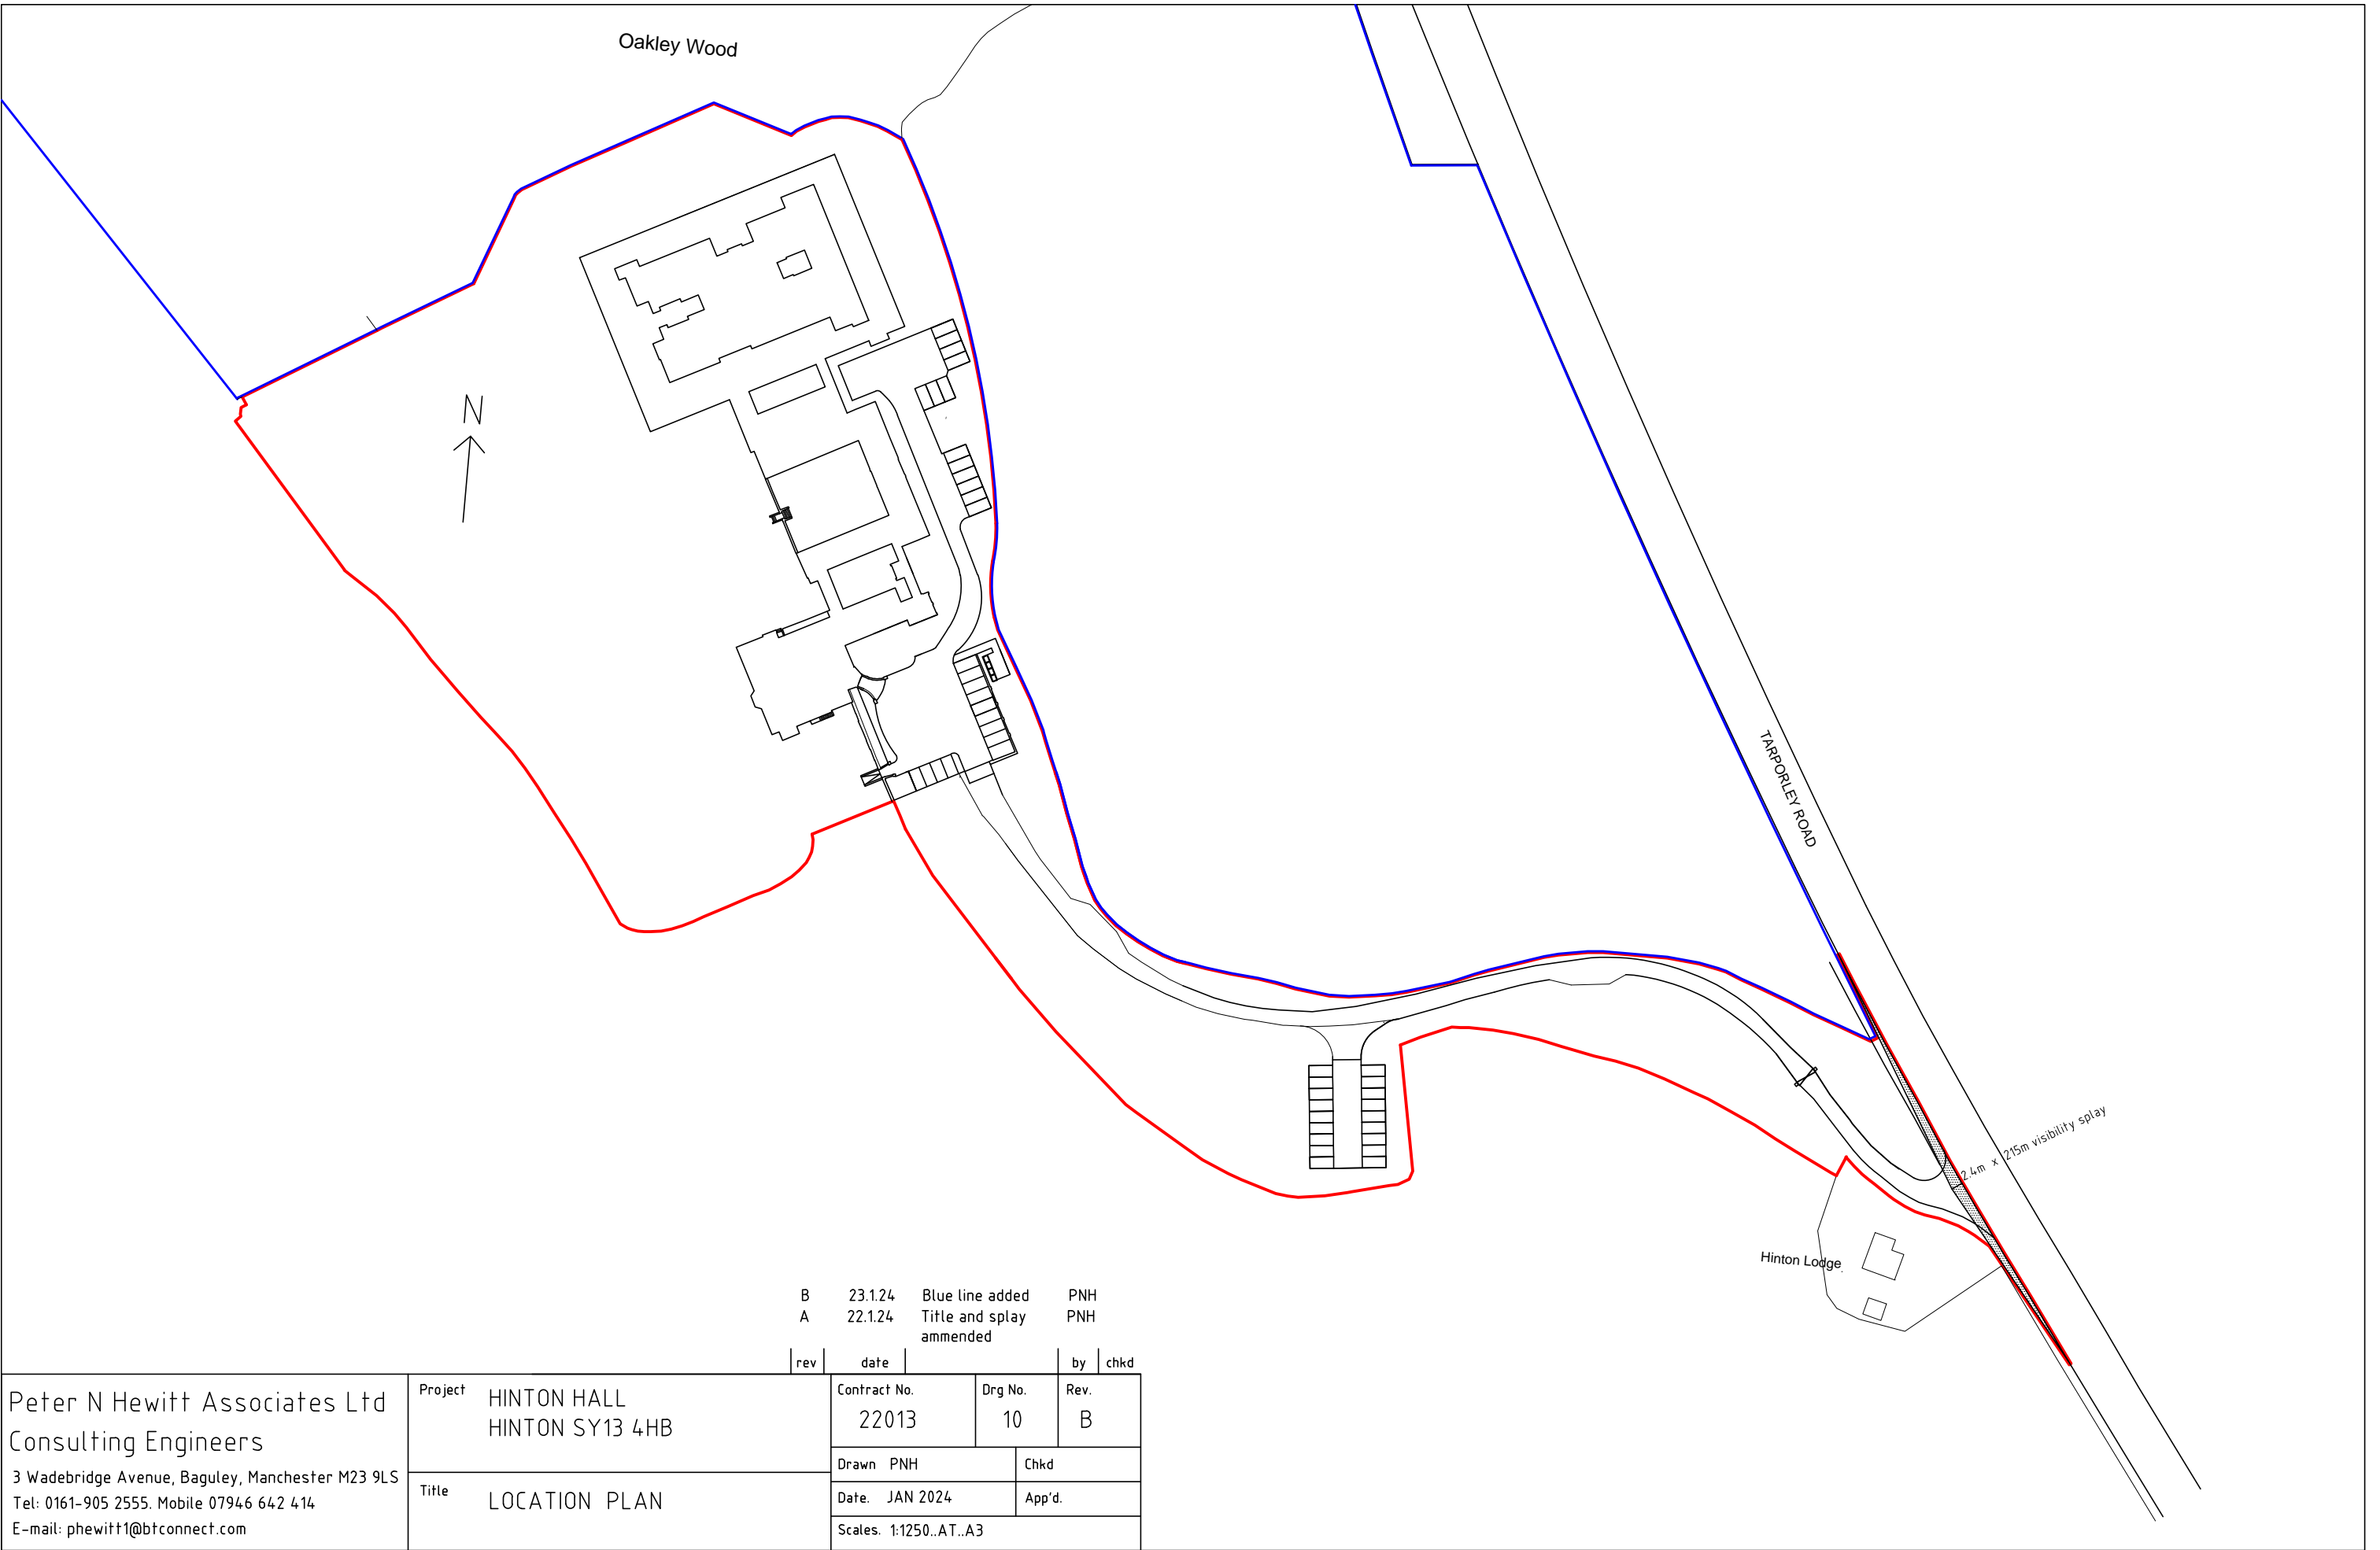 Oakley Wood
N
TARPORLEY ROAD
2.4m x 215m visibility splay
Hinton Lodge
B 23.1.24 Blue line added PNH
A 22.1.24 Title and splay PNH
ammended
rev date by chkd
Peter N Hewitt Associates Ltd
Consulting Engineers
3 Wadebridge Avenue, Baguley, Manchester M23 9LS
Tel: 0161-905 2555. Mobile 07946 642 414
E-mail: phewitt1@btconnect.com
Project HINTON HALL
HINTON SY13 4HB
Title LOCATION PLAN
Contract No. Drg No. Rev.
22013 10 B
Drawn PNH Chkd
Date. JAN 2024 App'd.
Scales. 1:1250..AT..A3